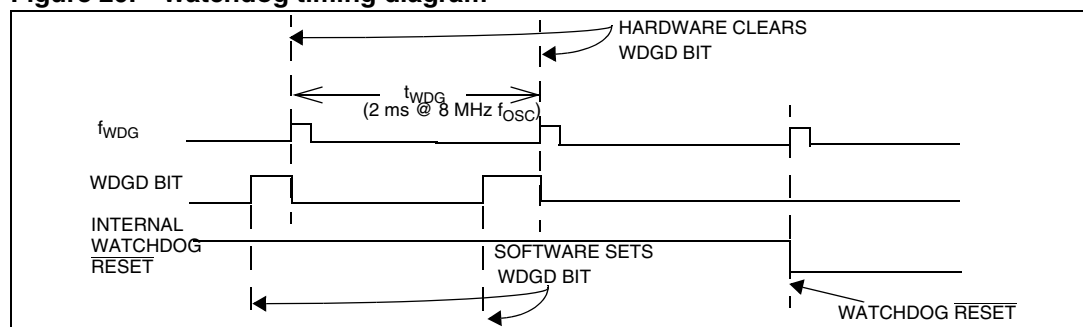 Figure Watchdog timing diagram
HARDWARE CLEARS
WDGD BIT
tWDG
(2 ms @ 8 MHz fOSC)
fWDG
WDGD BIT
INTERNAL
WATCHDOG
RESET
SOFTWARE SETS
WDGD BIT
WATCHDOG RESET